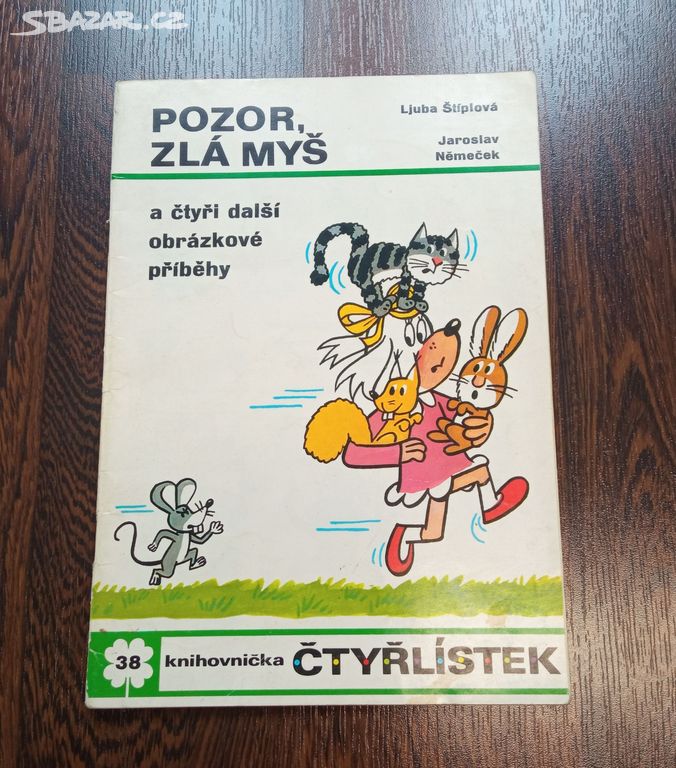 SBAZAR.CZ
POZOR,
ZLÁ MYŠ
Ljuba Štíplová
Jaroslav
Němeček
a čtyři další
obrázkové
příběhy
38 knihovnička ČTYŘLÍSTEK